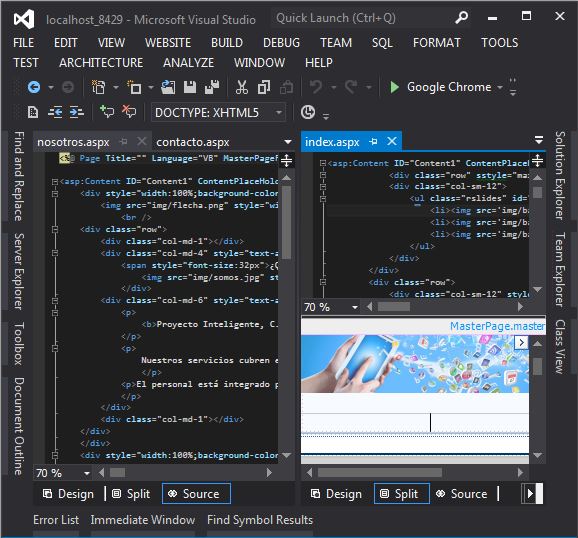 localhost_8429 - Microsoft Visual Studio
Quick Launch (Ctrl+Q)
FILE EDIT VIEW WEBSITE BUILD DEBUG TEAM SQL FORMAT TOOLS
TEST ARCHITECTURE ANALYZE WINDOW HELP
Google Chrome
DOCTYPE: XHTML5
Find and Replace
Server Explorer
Toolbox
Document Outline
nosotros.aspx
contacto.aspx
<%@ Page Title="" Language="VB" MasterPageF
<asp:Content ID="Content1" ContentPlaceHolo
<div style="width:100%;background-color
<img src="img/flecha.png" style="wi
<br />
<div class="row">
<div class="col-md-1"></div>
<div class="col-md-4" style="text-a
<span style="font-size:32px">¿Q
<img src="img/somos.jpg" st
</div>
<div class="col-md-6" style="text-a
<p>
<b>Proyecto Inteligente, C.
</p>
<p>
Nuestros servicios cubren e
</p>
<p>El personal está integrado p
</div>
<div class="col-md-1"></div>
</div>
</div>
<div style="width:100%;background-color
70 %
Design
Split
Source
index.aspx
<asp:Content ID="Content1" ContentPlaceH
<div class="row" sstyle="max
<div class="col-sm-12">
<ul class="rslides" id=
<li><img src='img/ba
<li><img src='img/ba
<li><img src='img/ba
</ul>
</div>
</div>
<div class="row">
<div class="col-sm-12" style
70 %
MasterPage.master
Design
Split
Source
Solution Explorer
Team Explorer
Class View
Error List
Immediate Window
Find Symbol Results